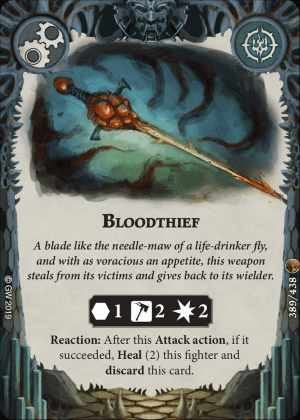 BLOODTHIEF
A blade like the needle-maw of a life-drinker fly,
and with as voracious an appetite, this weapon
steals from its victims and gives back to its wielder.
1 2 2
Reaction: After this Attack action, if it
succeeded, Heal (2) this fighter and
discard this card.
© GW 2019
389/438